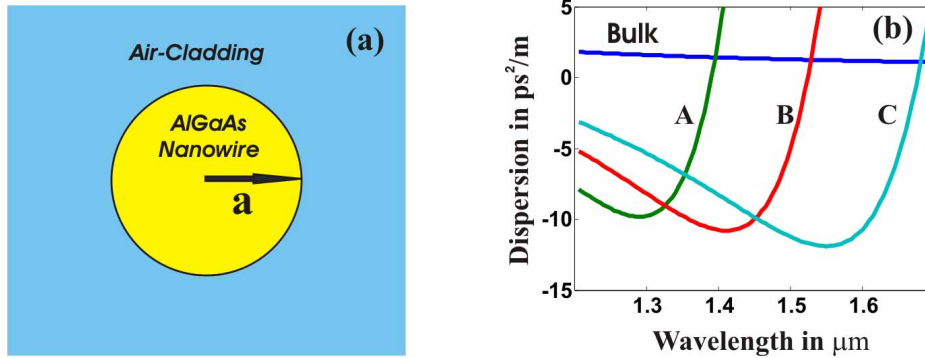 (a)
Air-Cladding
AlGaAs
Nanowire
a
(b)
Bulk
A
B
C
5
0
-5
-10
-15
1.3
1.4
1.5
1.6
Dispersion in ps²/m
Wavelength in μm